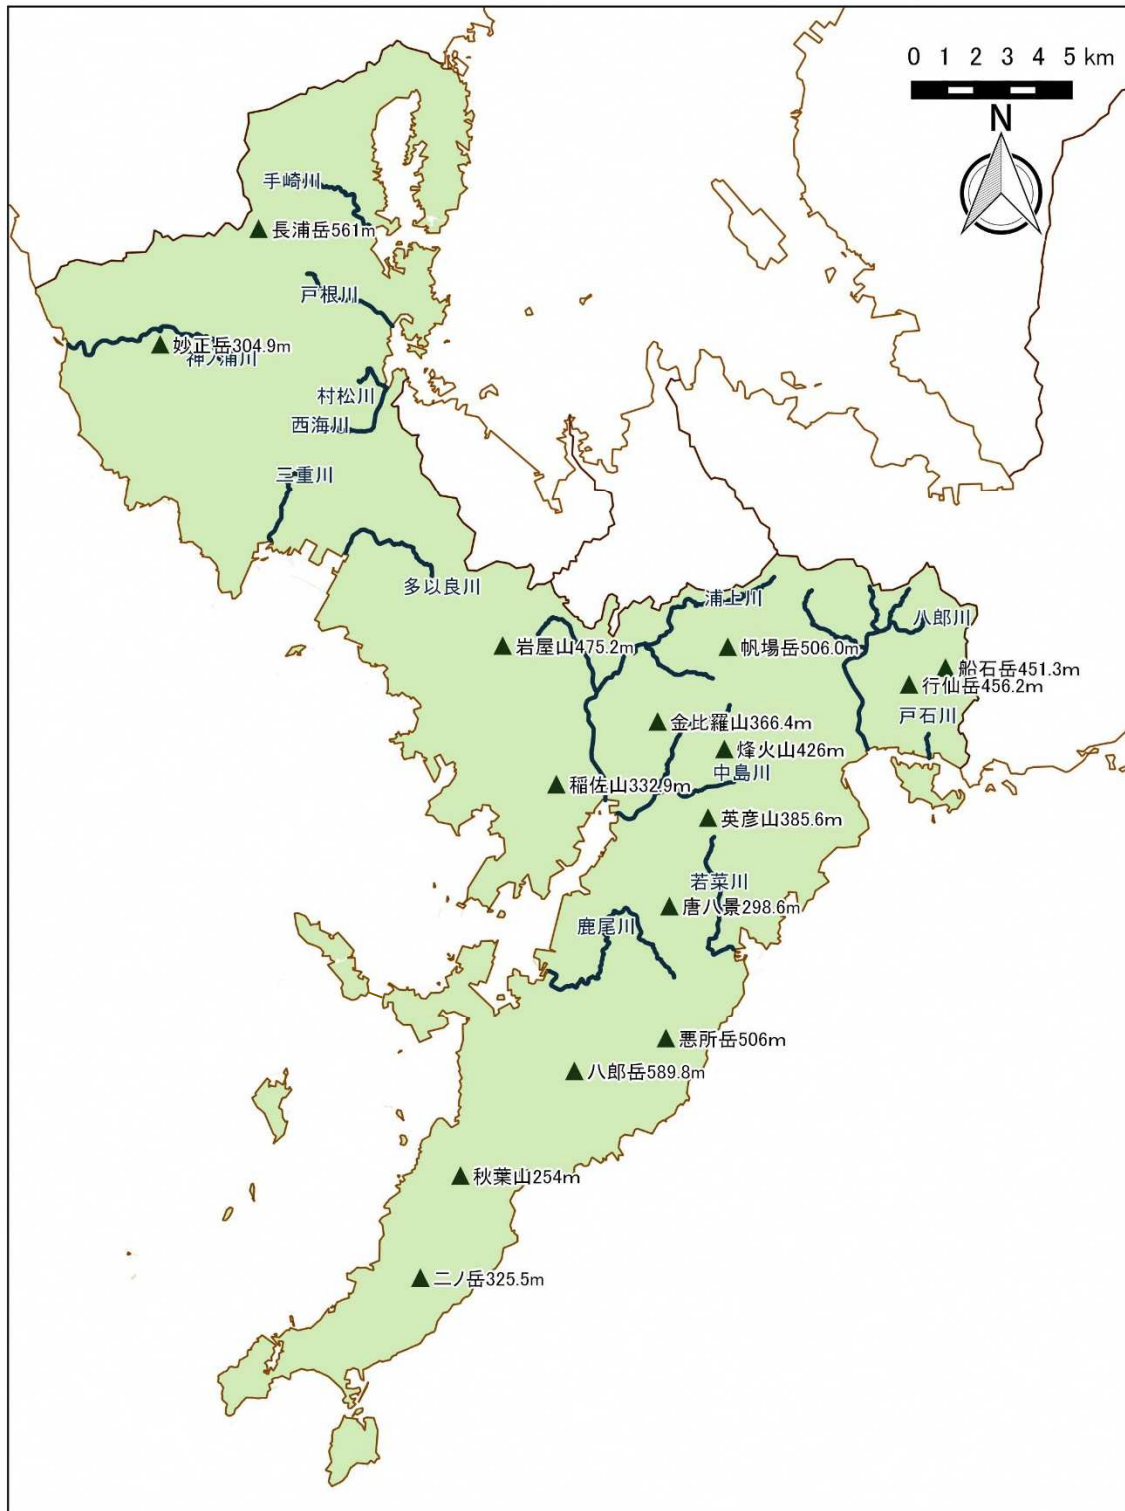 0 1 2 3 4 5 km
N
手崎川
長浦岳561m
戸根川
妙正岳304.9m
神ノ浦川
村松川
西海川
三重川
多以良川
浦上川
八郎川
岩屋山475.2m
帆場岳506.0m
船石岳451.3m
行仙岳456.2m
戸石川
金比羅山366.4m
烽火山426m
中島川
稲佐山332.9m
英彦山385.6m
若菜川
唐八景298.6m
鹿尾川
悪所岳506m
八郎岳589.8m
秋葉山254m
二ノ岳325.5m